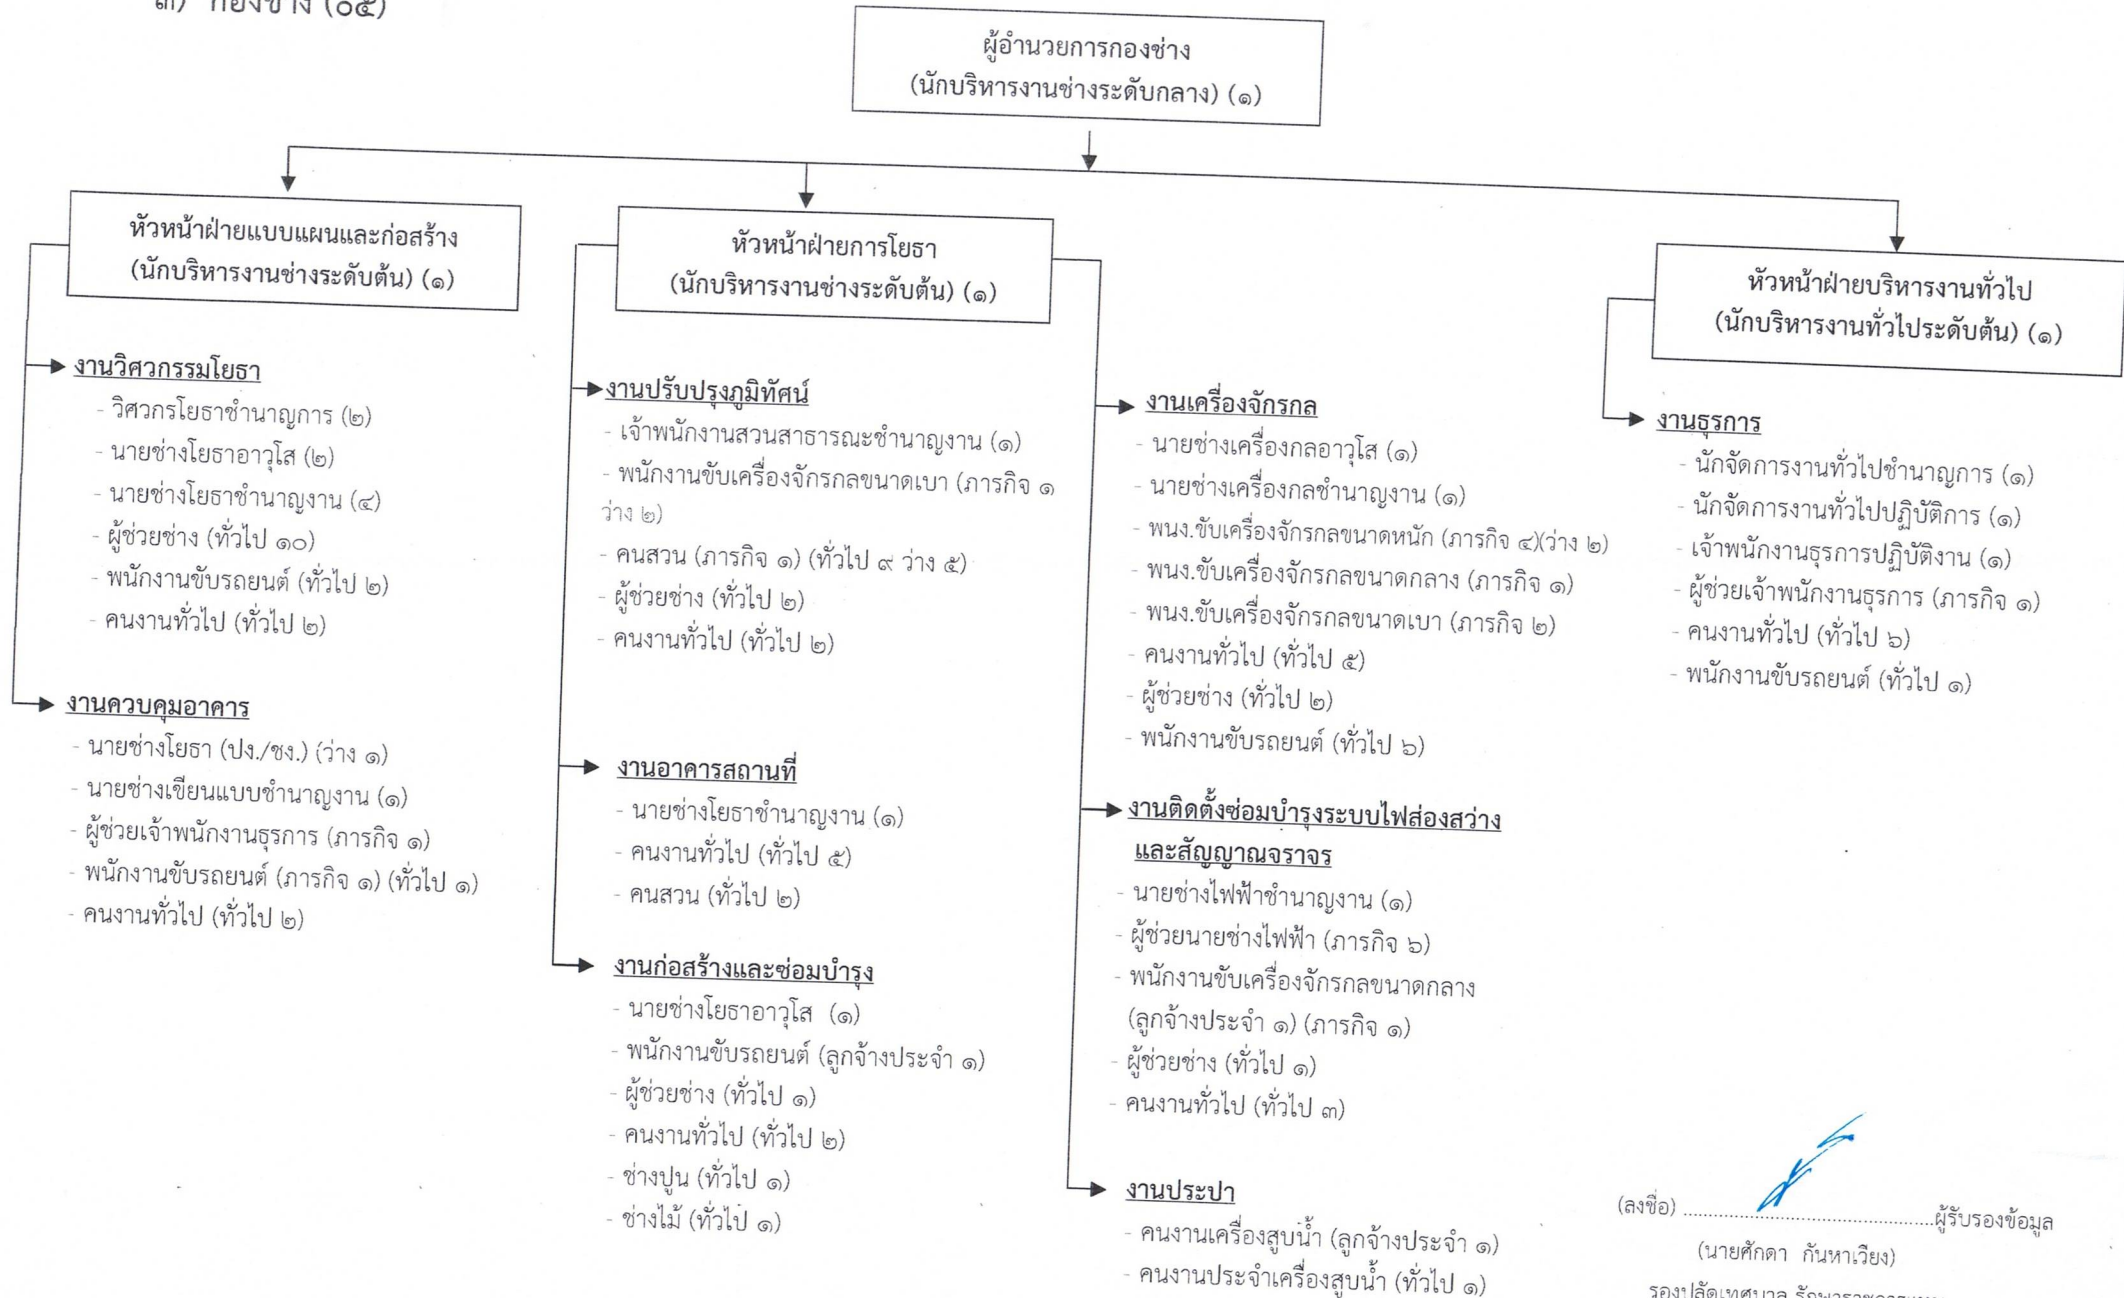 ๓) กองช่าง (๐๕)
ผู้อำนวยการกองช่าง
(นักบริหารงานช่างระดับกลาง) (๑)
หัวหน้าฝ่ายแบบแผนและก่อสร้าง
(นักบริหารงานช่างระดับต้น) (๑)
งานวิศวกรรมโยธา
- วิศวกรโยธาชำนาญการ (๒)
- นายช่างโยธาอาวุโส (๒)
- นายช่างโยธาชำนาญงาน (๔)
- ผู้ช่วยช่าง (ทั่วไป ๑๐)
- พนักงานขับรถยนต์ (ทั่วไป ๒)
- คนงานทั่วไป (ทั่วไป ๒)
งานควบคุมอาคาร
- นายช่างโยธา (ปง./ชง.) (ว่าง ๑)
- นายช่างเขียนแบบชำนาญงาน (๑)
- ผู้ช่วยเจ้าพนักงานธุรการ (ภารกิจ ๑)
- พนักงานขับรถยนต์ (ภารกิจ ๑) (ทั่วไป ๑)
- คนงานทั่วไป (ทั่วไป ๒)
หัวหน้าฝ่ายการโยธา
(นักบริหารงานช่างระดับต้น) (๑)
งานปรับปรุงภูมิทัศน์
- เจ้าพนักงานสวนสาธารณะชำนาญงาน (๑)
- พนักงานขับเครื่องจักรกลขนาดเบา (ภารกิจ ๑
ว่าง ๒)
- คนสวน (ภารกิจ ๑) (ทั่วไป ๙ ว่าง ๕)
- ผู้ช่วยช่าง (ทั่วไป ๒)
- คนงานทั่วไป (ทั่วไป ๒)
งานอาคารสถานที่
- นายช่างโยธาชำนาญงาน (๑)
- คนงานทั่วไป (ทั่วไป ๕)
- คนสวน (ทั่วไป ๒)
งานก่อสร้างและซ่อมบำรุง
- นายช่างโยธาอาวุโส (๑)
- พนักงานขับรถยนต์ (ลูกจ้างประจำ ๑)
- ผู้ช่วยช่าง (ทั่วไป ๑)
- คนงานทั่วไป (ทั่วไป ๒)
- ช่างปูน (ทั่วไป ๑)
- ช่างไม้ (ทั่วไป ๑)
งานเครื่องจักรกล
- นายช่างเครื่องกลอาวุโส (๑)
- นายช่างเครื่องกลชำนาญงาน (๑)
- พนง.ขับเครื่องจักรกลขนาดหนัก (ภารกิจ ๔)(ว่าง ๒)
- พนง.ขับเครื่องจักรกลขนาดกลาง (ภารกิจ ๑)
- พนง.ขับเครื่องจักรกลขนาดเบา (ภารกิจ ๒)
- คนงานทั่วไป (ทั่วไป ๕)
- ผู้ช่วยช่าง (ทั่วไป ๒)
- พนักงานขับรถยนต์ (ทั่วไป ๖)
งานติดตั้งซ่อมบำรุงระบบไฟส่องสว่าง
และสัญญาณจราจร
- นายช่างไฟฟ้าชำนาญงาน (๑)
- ผู้ช่วยนายช่างไฟฟ้า (ภารกิจ ๖)
- พนักงานขับเครื่องจักรกลขนาดกลาง
(ลูกจ้างประจำ ๑) (ภารกิจ ๑)
- ผู้ช่วยช่าง (ทั่วไป ๑)
- คนงานทั่วไป (ทั่วไป ๓)
งานประปา
- คนงานเครื่องสูบน้ำ (ลูกจ้างประจำ ๑)
- คนงานประจำเครื่องสูบน้ำ (ทั่วไป ๑)
หัวหน้าฝ่ายบริหารงานทั่วไป
(นักบริหารงานทั่วไประดับต้น) (๑)
งานธุรการ
- นักจัดการงานทั่วไปชำนาญการ (๑)
- นักจัดการงานทั่วไปปฏิบัติการ (๑)
- เจ้าพนักงานธุรการปฏิบัติงาน (๑)
- ผู้ช่วยเจ้าพนักงานธุรการ (ภารกิจ ๑)
- คนงานทั่วไป (ทั่วไป ๖)
- พนักงานขับรถยนต์ (ทั่วไป ๑)
(ลงชื่อ) ........................................ผู้รับรองข้อมูล
(นายศักดา กันหาเวียง)
รองปลัดเทศบาล